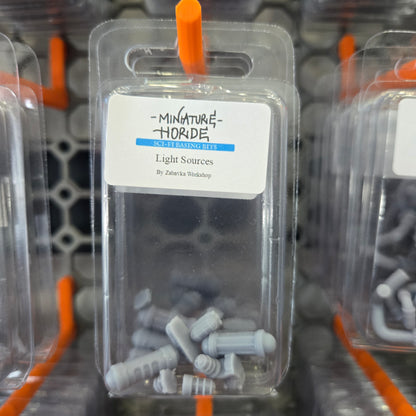 -MINIATURE-
-HORDE
SCI-FI BASING BITS
Light Sources
By Zabavka Workshop